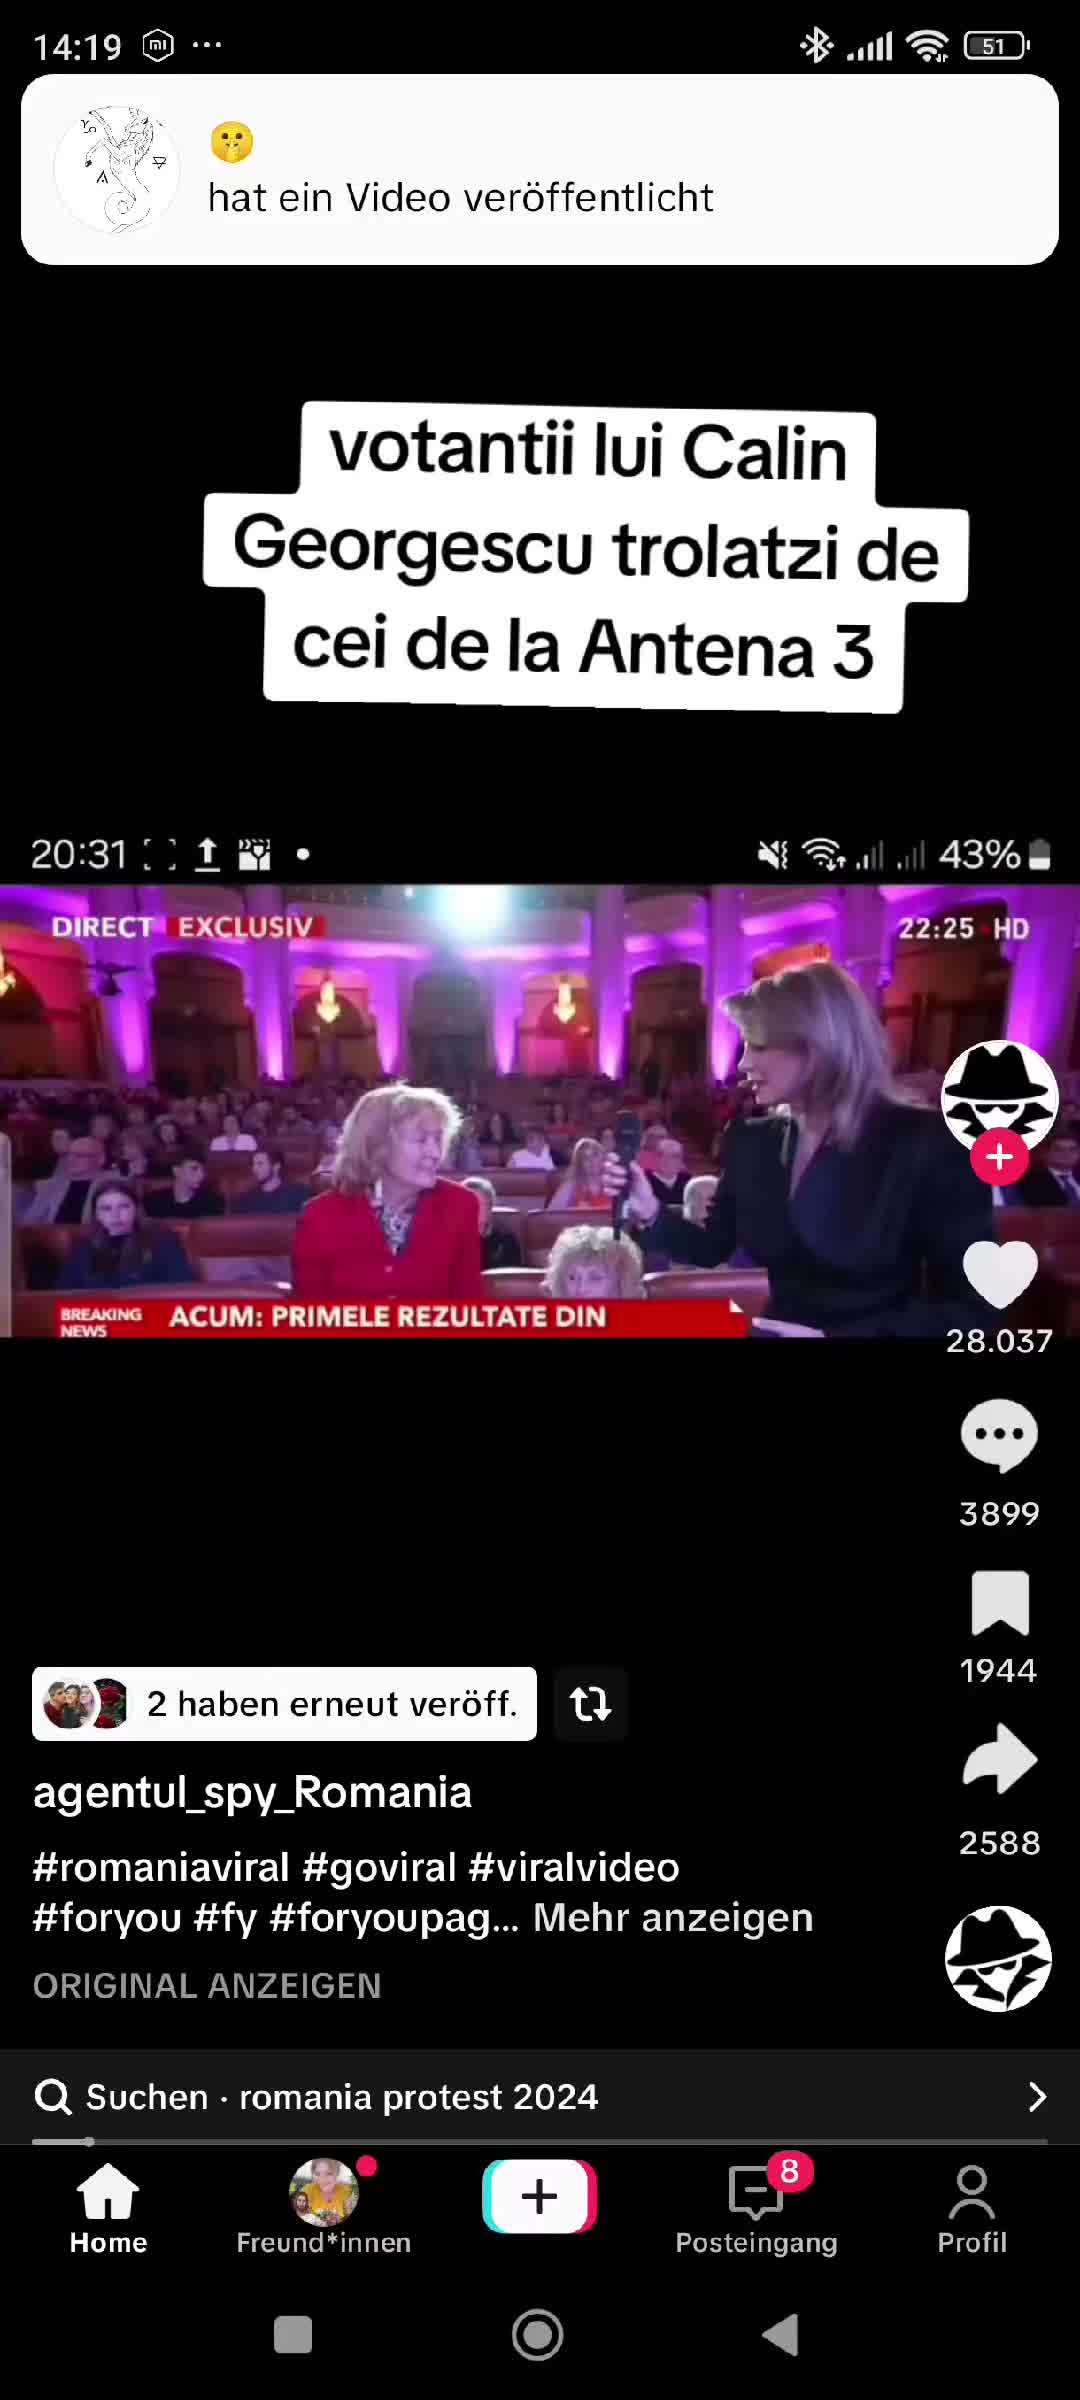 14:19
51
🤫
hat ein Video veröffentlicht
votantii lui Calin
Georgescu trolatzi de
cei de la Antena 3
20:31
43%
DIRECT EXCLUSIV
22:25 HD
BREAKING
NEWS
ACUM: PRIMELE REZULTATE DIN
28.037
3899
1944
2588
2 haben erneut veröff.
agentul_spy_Romania
#romaniaviral #goviral #viralvideo
#foryou #fy #foryoupag... Mehr anzeigen
ORIGINAL ANZEIGEN
Suchen · romania protest 2024
8
Home
Freund*innen
Posteingang
Profil